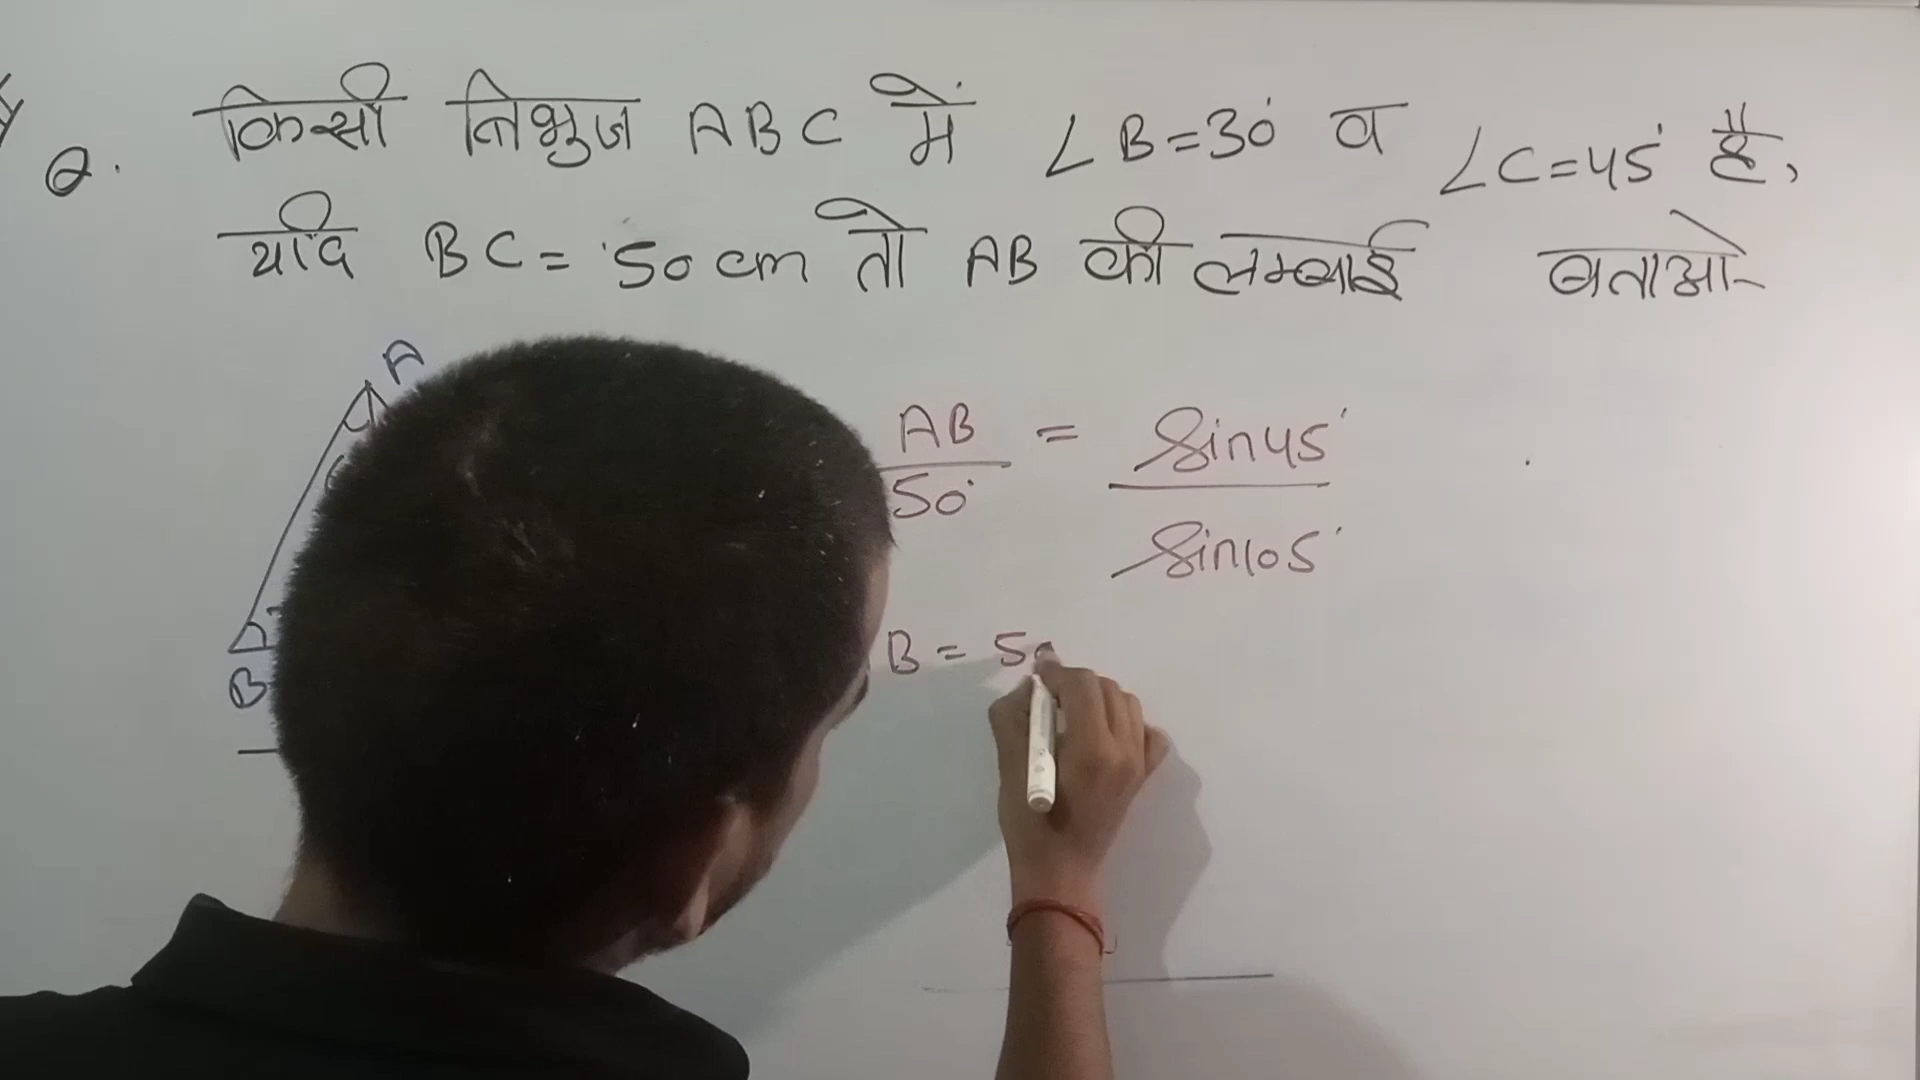 Q. किसी त्रिभुज ABC में ∠B=30° व ∠C=45° है,
यदि BC = 50 cm तो AB की लम्बाई बताओ-
A
B
AB = sin45°
50 sin105°
B = 50